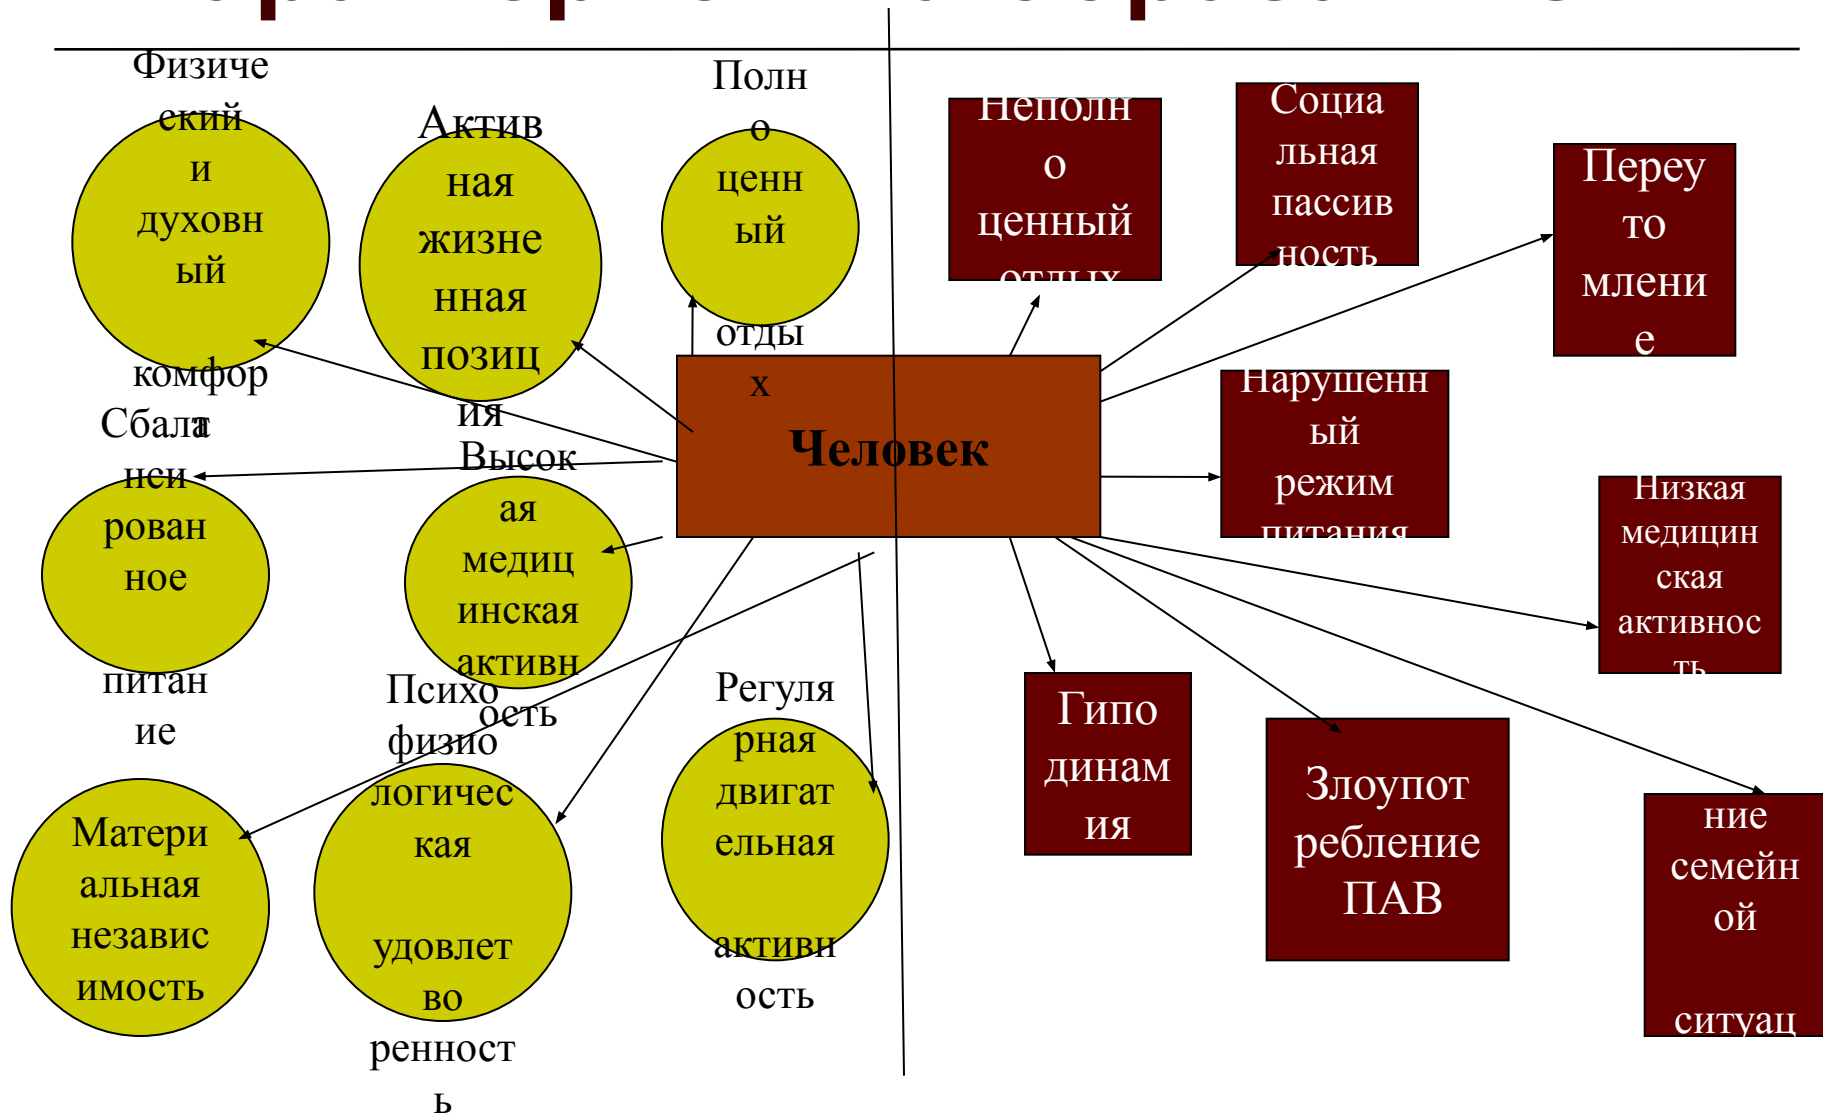 Физиче
ский
и
духовн
ый
комфор
т
Актив
ная
жизне
нная
позиц
ия
Полн
о
ценн
ый
отды
х
Неполн
о
ценный
отдых
Социа
льная
пассив
ность
Переу
то
млени
е
Человек
Сбала
нси
рован
ное
питан
ие
Высок
ая
медиц
инская
активн
ость
Нарушенн
ый
режим
питания
Низкая
медицин
ская
активнос
ть
Матери
альная
независ
имость
Психо
физио
логичес
кая
удовлет
во
ренност
ь
Регуля
рная
двигат
ельная
активн
ость
Гипо
динам
ия
Злоупот
ребление
ПАВ
ние
семейн
ой
ситуац